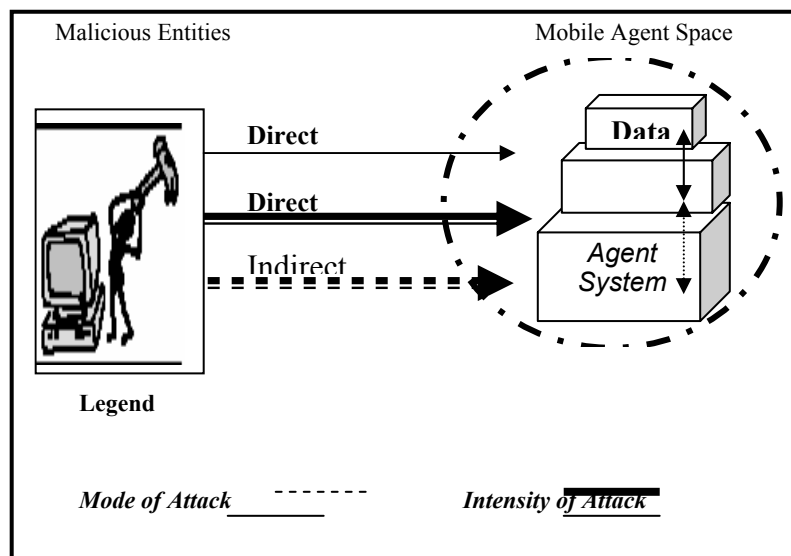 Malicious Entities
Mobile Agent Space
Direct
Data
Direct
Indirect
Agent
System
Legend
Mode of Attack
Intensity of Attack